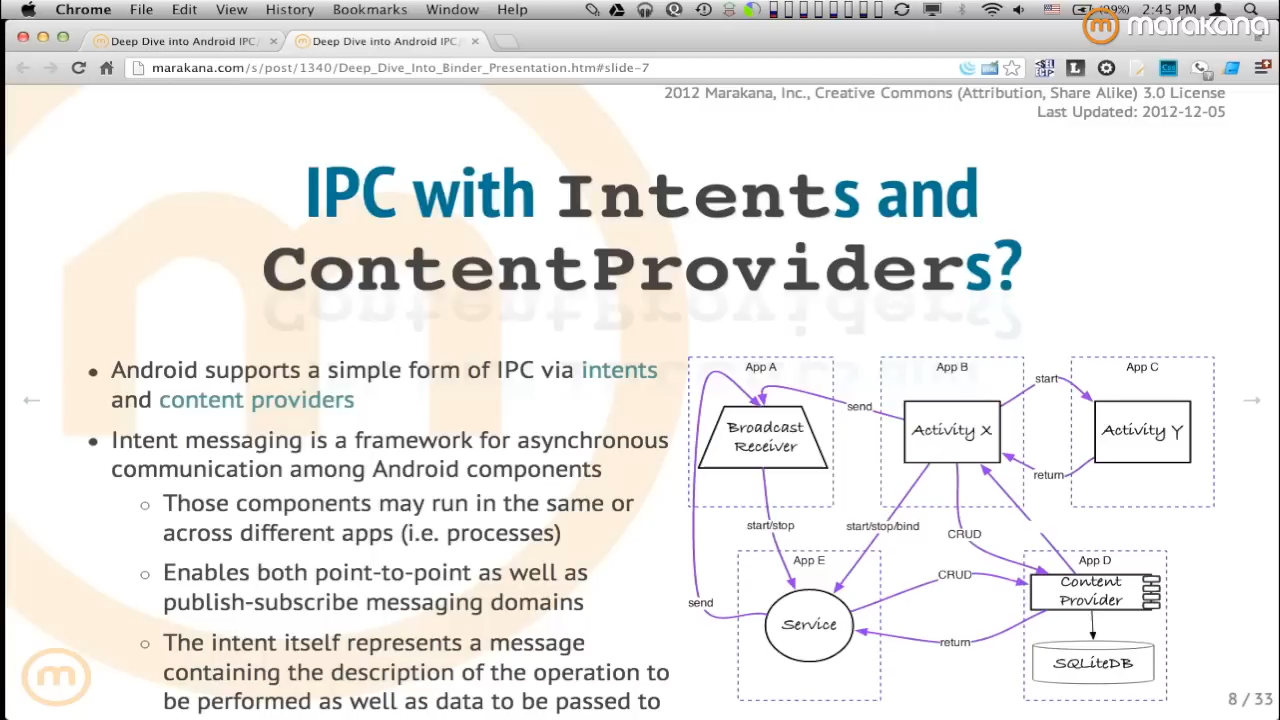 Chrome File Edit View History Bookmarks Window Help (99%) 2:45 PM
marakana
Deep Dive into Android IPC/ Deep Dive into Android IPC/
marakana.com/s/post/1340/Deep_Dive_Into_Binder_Presentation.htm#slide-7
2012 Marakana, Inc., Creative Commons (Attribution, Share Alike) 3.0 License
Last Updated: 2012-12-05
IPC with Intents and
ContentProviders?
• Android supports a simple form of IPC via intents
and content providers
• Intent messaging is a framework for asynchronous
communication among Android components
○ Those components may run in the same or
across different apps (i.e. processes)
○ Enables both point-to-point as well as
publish-subscribe messaging domains
○ The intent itself represents a message
containing the description of the operation to
be performed as well as data to be passed to
App A
App B
App C
start
send
Broadcast
Receiver
Activity X
Activity Y
return
start/stop
start/stop/bind
CRUD
App E
App D
CRUD
Content
Provider
send
Service
return
SQLiteDB
8 / 33